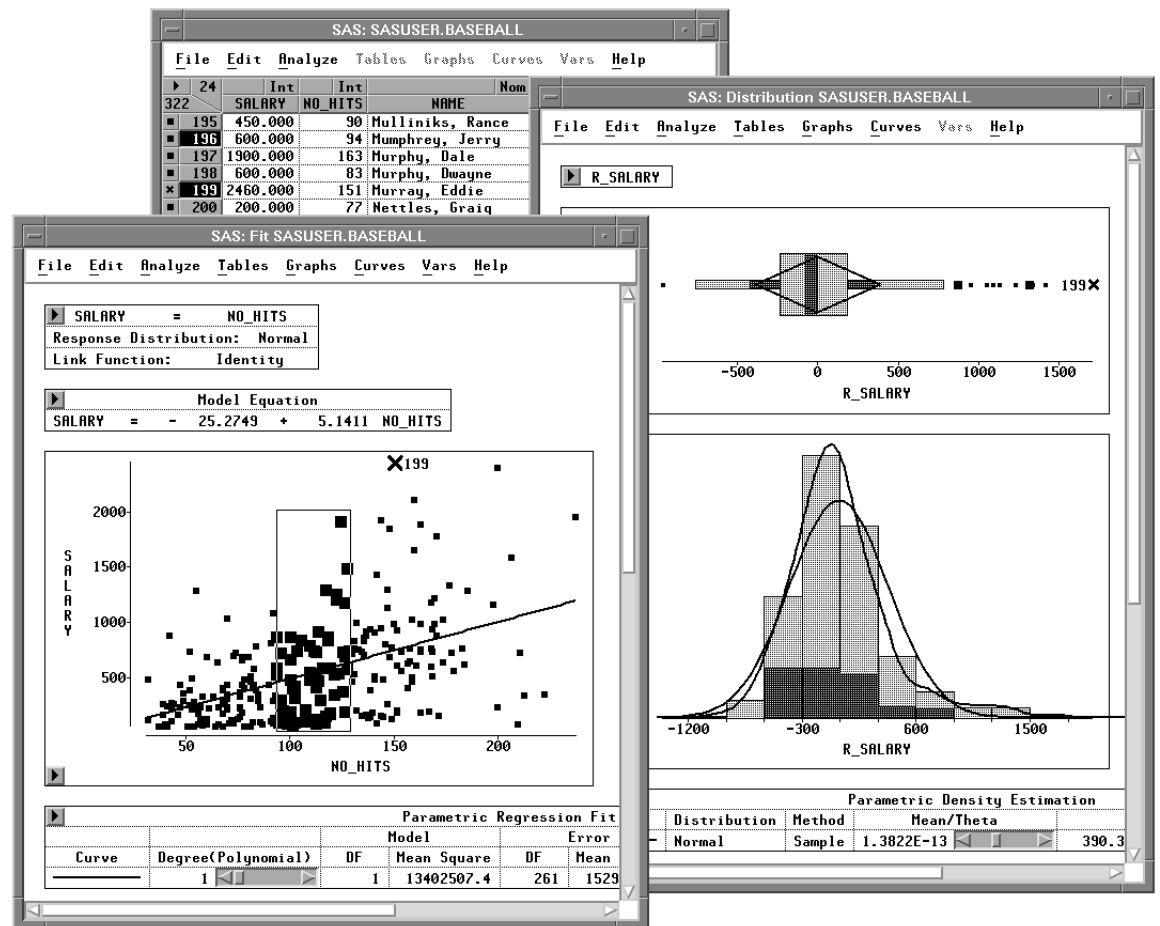 SAS: SASUSER.BASEBALL
File Edit Analyze Tables Graphs Curves Vars Help
24 Int Int Nom
322 SALARY NO_HITS NAME
195 450.000 90 Mulliniks, Rance
196 600.000 94 Mumphrey, Jerry
197 1900.000 163 Murphy, Dale
198 600.000 83 Murphy, Dwayne
199 2460.000 151 Murray, Eddie
200 200.000 77 Nettles, Graig
SAS: Distribution SASUSER.BASEBALL
File Edit Analyze Tables Graphs Curves Vars Help
R_SALARY
199
-500 0 500 1000 1500
R_SALARY
-1200 -300 600 1500
R_SALARY
Parametric Density Estimation
Distribution Method Mean/Theta
Normal Sample 1.3822E-13 390.3
SAS: Fit SASUSER.BASEBALL
File Edit Analyze Tables Graphs Curves Vars Help
SALARY = NO_HITS
Response Distribution: Normal
Link Function: Identity
Model Equation
SALARY = - 25.2749 + 5.1411 NO_HITS
199
2000
1500
1000
500
SALARY
50 100 150 200
NO_HITS
Parametric Regression Fit
Model Error
Curve Degree(Polynomial) DF Mean Square DF Mean
1 1 13402507.4 261 1529